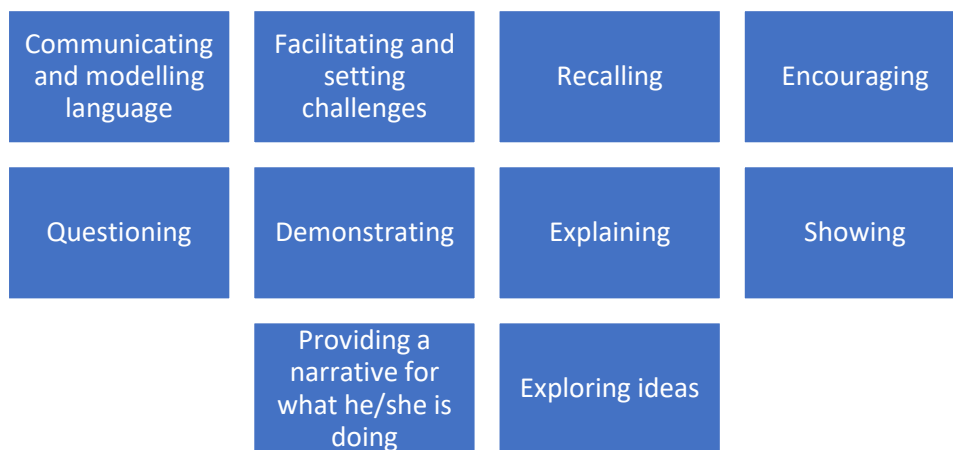 Communicating
and modelling
language
Facilitating and
setting
challenges
Recalling
Encouraging
Questioning
Demonstrating
Explaining
Showing
Providing a
narrative for
what he/she is
doing
Exploring ideas